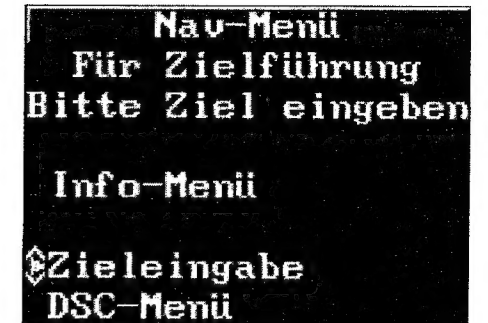 Nav-Menü
Für Zielführung
Bitte Ziel eingeben
Info-Menü
Zieleingabe
DSC-Menü